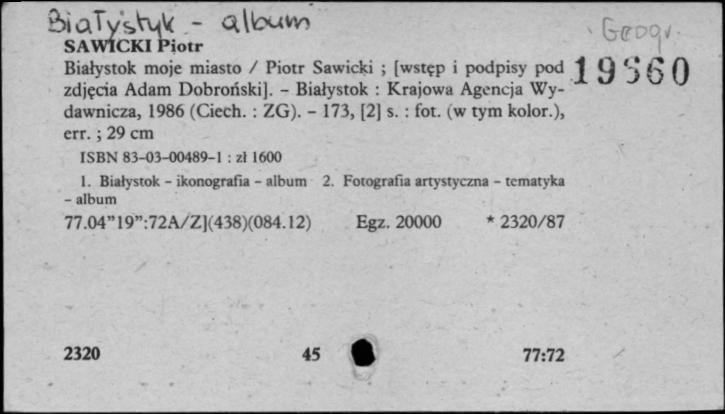 Białystyk - album
Geogr.
SAWICKI Piotr
19560
Białystok moje miasto / Piotr Sawicki ; [wstęp i podpisy pod
zdjęcia Adam Dobroński]. – Białystok : Krajowa Agencja Wy-
dawnicza, 1986 (Ciech. : ZG). – 173, [2] s. : fot. (w tym kolor.),
err. ; 29 cm
ISBN 83-03-00489-1 : zł 1600
1. Białystok – ikonografia – album 2. Fotografia artystyczna – tematyka
– album
77.04”19”:72A/Z](438)(084.12) Egz. 20000 * 2320/87
2320 45 77:72